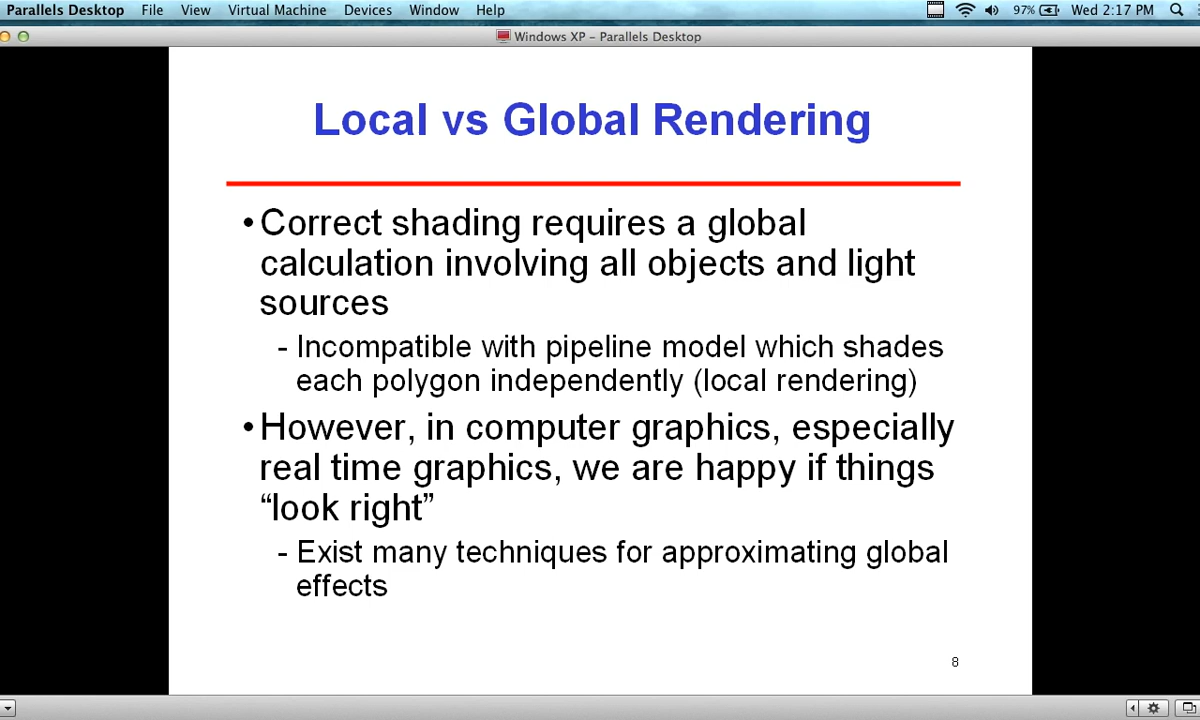 Parallels Desktop File View Virtual Machine Devices Window Help 97% Wed 2:17 PM
Windows XP – Parallels Desktop
Local vs Global Rendering
•Correct shading requires a global
calculation involving all objects and light
sources
- Incompatible with pipeline model which shades
each polygon independently (local rendering)
•However, in computer graphics, especially
real time graphics, we are happy if things
“look right”
- Exist many techniques for approximating global
effects
8